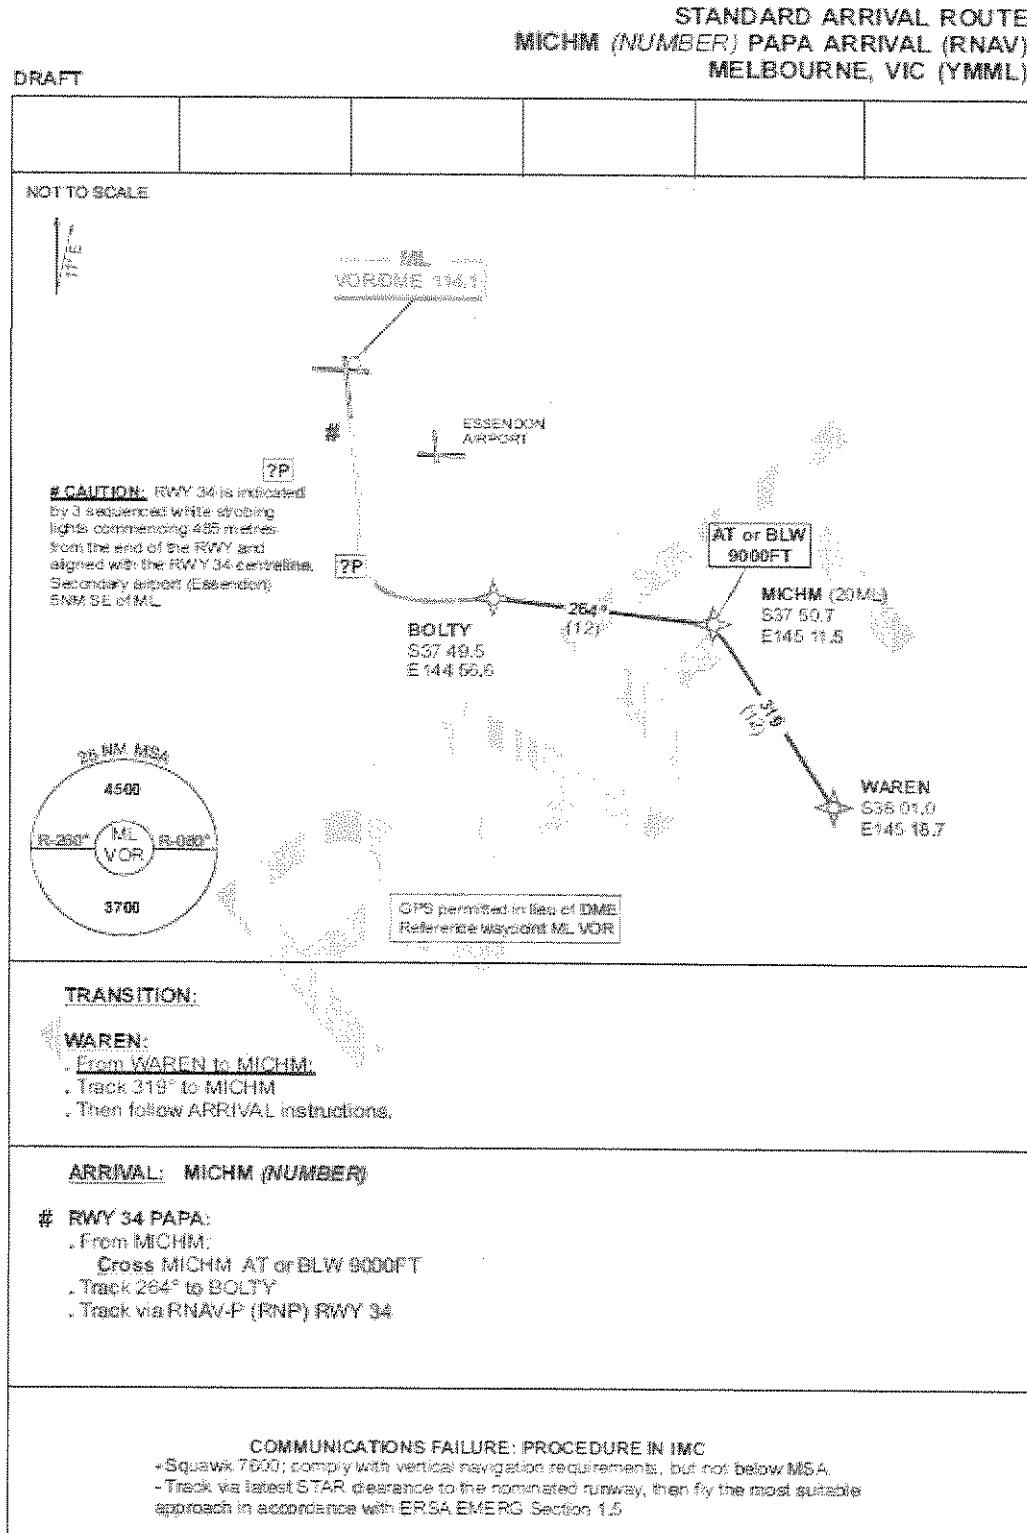 STANDARD ARRIVAL ROUTE
MICHM (NUMBER) PAPA ARRIVAL (RNAV)
MELBOURNE, VIC (YMML)
DRAFT
NOT TO SCALE
11°E
ML
VOR/DME 114.1
#
ESSENDON
AIRPORT
?P
# CAUTION: RWY 34 is indicated
by 3 sequenced white strobing
lights commencing 485 metres
from the end of the RWY and
aligned with the RWY 34 centreline.
Secondary airport (Essendon)
5NM SE of ML.
?P
AT or BLW
9000FT
MICHM (20ML)
S37 50.7
E145 11.5
264°
(12)
BOLTY
S37 49.5
E144 56.6
319
WAREN
S38 01.0
E145 18.7
25 NM MSA
4500
R-260°
ML
VOR
R-080°
3700
GPS permitted in lieu of DME
Reference waypoint ML VOR
TRANSITION:
WAREN:
. From WAREN to MICHM:
. Track 319° to MICHM
. Then follow ARRIVAL instructions.
ARRIVAL: MICHM (NUMBER)
# RWY 34 PAPA:
. From MICHM:
Cross MICHM AT or BLW 9000FT
. Track 264° to BOLTY
. Track via RNAV-P (RNP) RWY 34
COMMUNICATIONS FAILURE: PROCEDURE IN IMC
-Squawk 7600; comply with vertical navigation requirements, but not below MSA.
-Track via latest STAR clearance to the nominated runway, then fly the most suitable
approach in accordance with ERSA EMERG Section 1.5